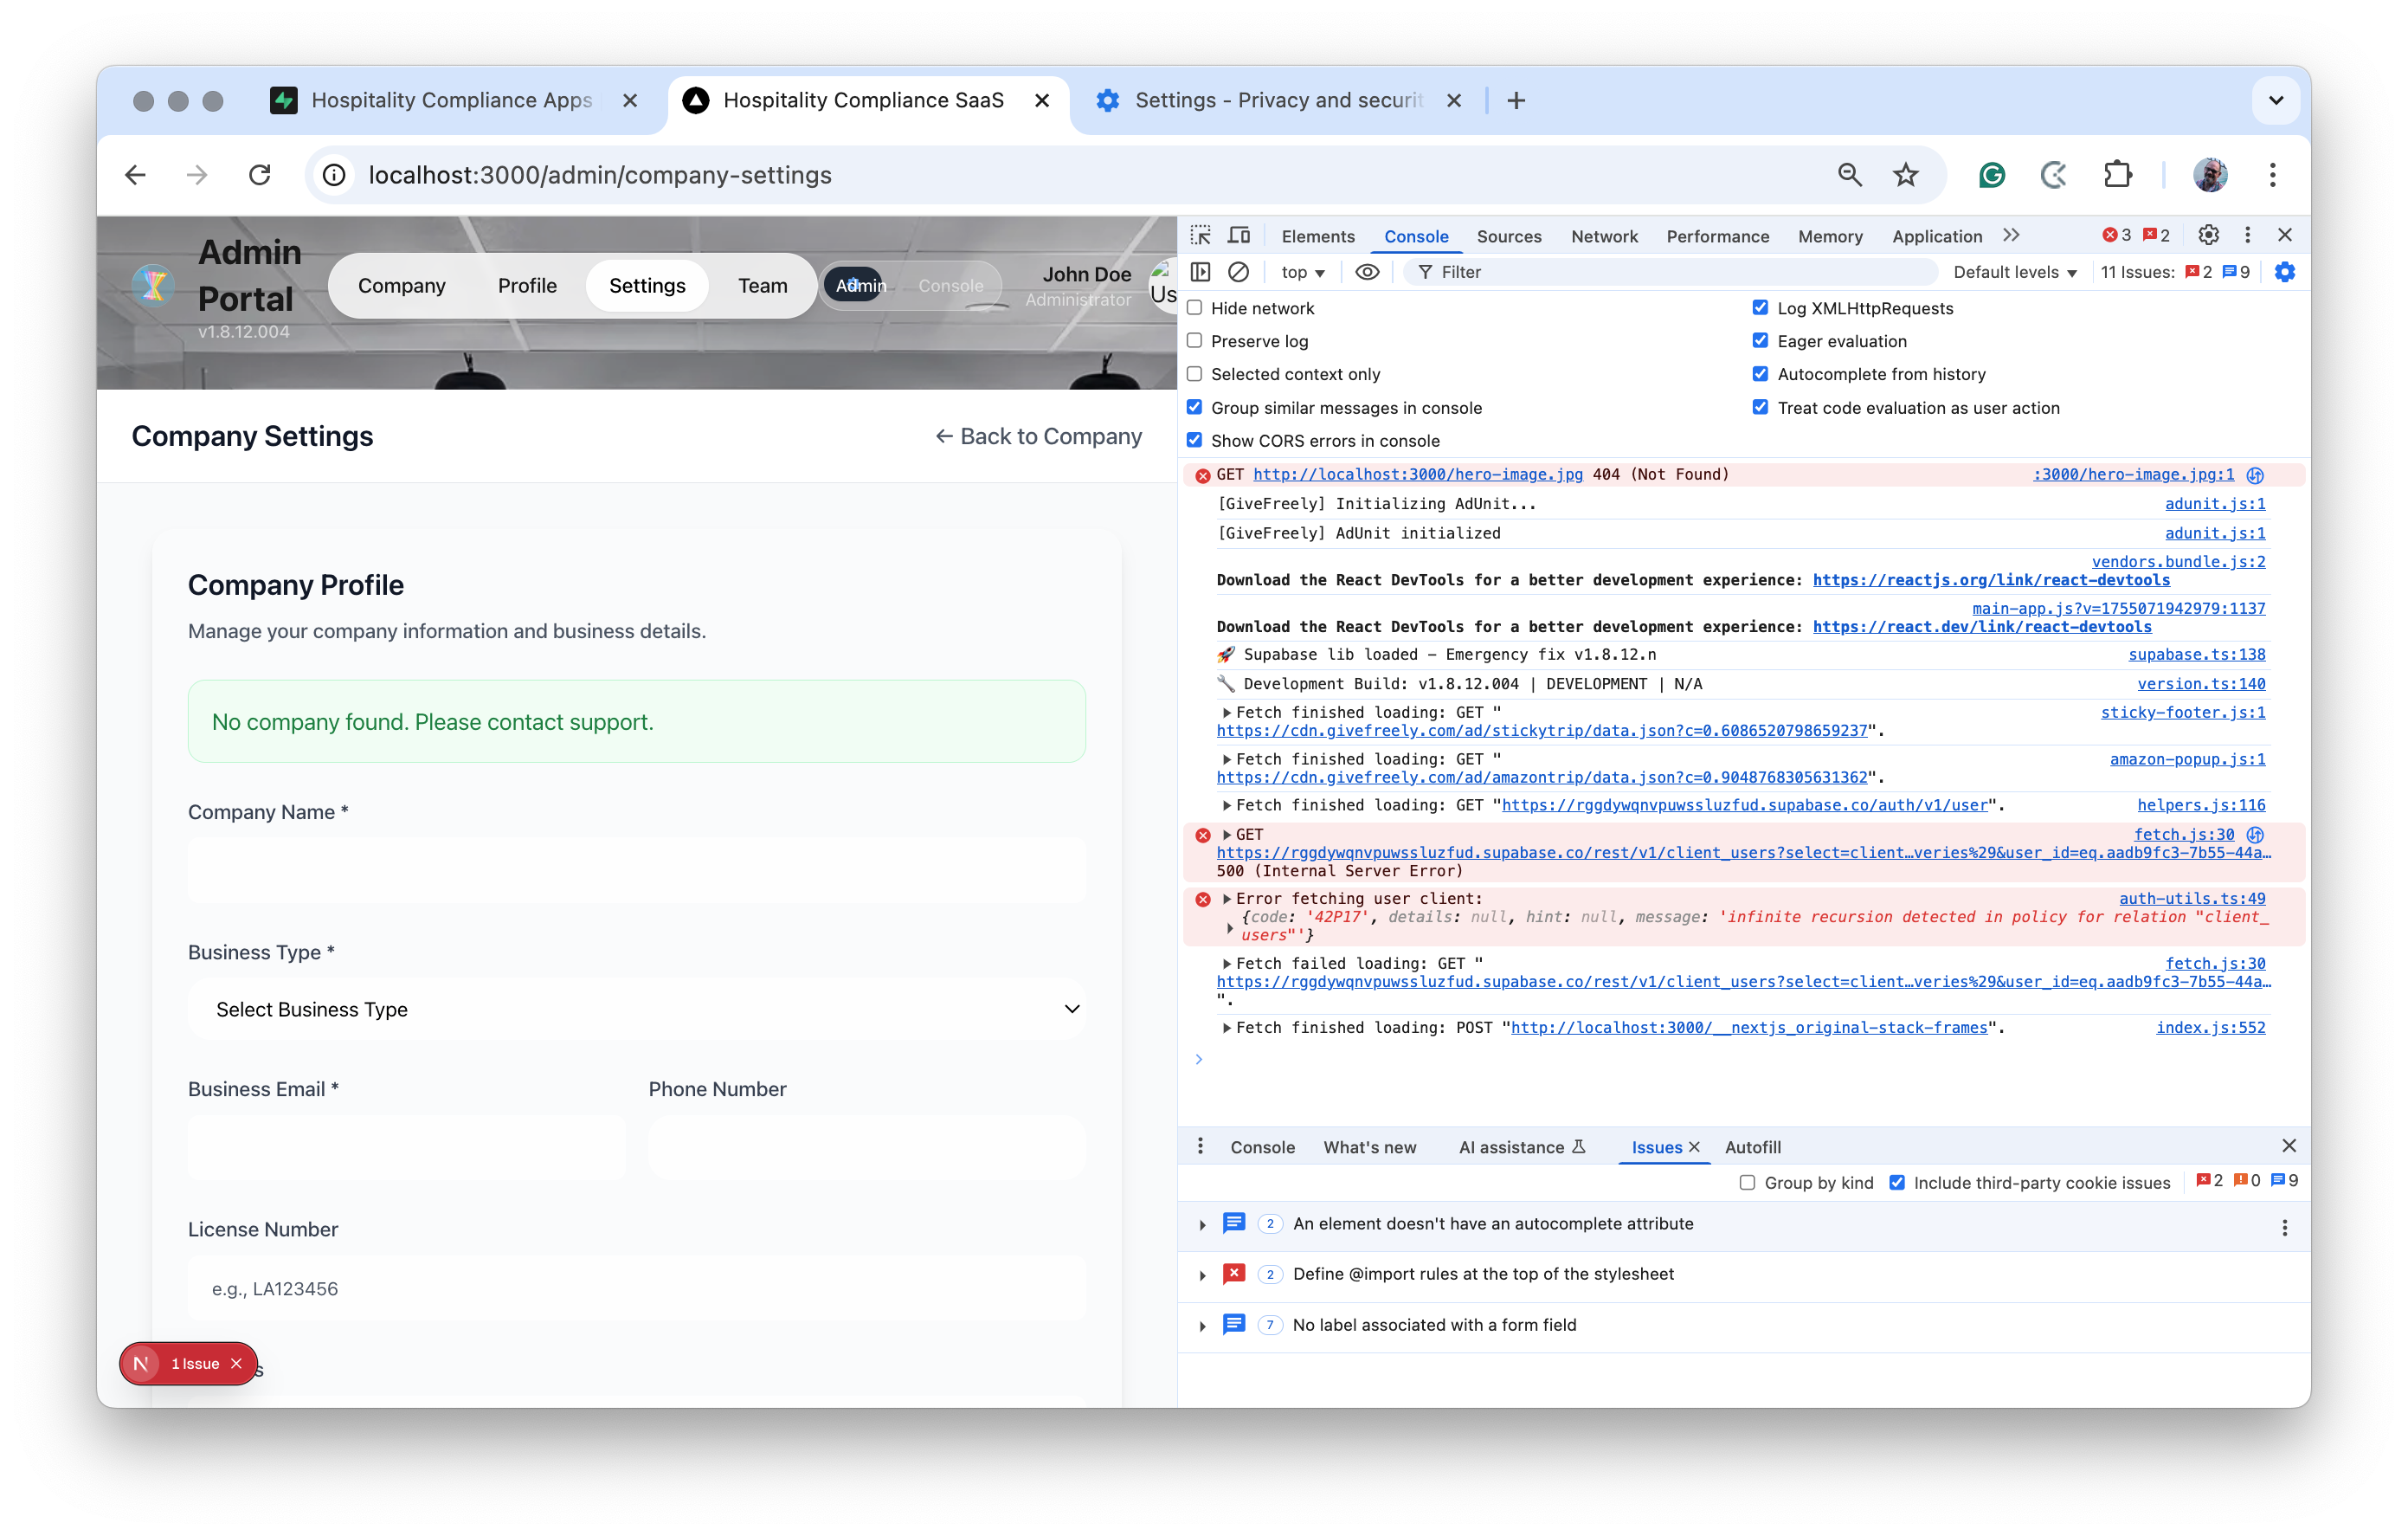 Hospitality Compliance Apps
Hospitality Compliance SaaS
Settings - Privacy and securit
localhost:3000/admin/company-settings
Admin
Portal
v1.8.12.004
Company
Profile
Settings
Team
Admin
Console
John Doe
Administrator
Us
Company Settings
← Back to Company
Company Profile
Manage your company information and business details.
No company found. Please contact support.
Company Name *
Business Type *
Select Business Type
Business Email *
Phone Number
License Number
e.g., LA123456
N 1 Issue
s
Elements
Console
Sources
Network
Performance
Memory
Application
3
2
top
Filter
Default levels
11 Issues:
2
9
Hide network
Log XMLHttpRequests
Preserve log
Eager evaluation
Selected context only
Autocomplete from history
Group similar messages in console
Treat code evaluation as user action
Show CORS errors in console
GET http://localhost:3000/hero-image.jpg 404 (Not Found)
:3000/hero-image.jpg:1
[GiveFreely] Initializing AdUnit...
adunit.js:1
[GiveFreely] AdUnit initialized
adunit.js:1
vendors.bundle.js:2
Download the React DevTools for a better development experience: https://reactjs.org/link/react-devtools
main-app.js?v=1755071942979:1137
Download the React DevTools for a better development experience: https://react.dev/link/react-devtools
🚀 Supabase lib loaded – Emergency fix v1.8.12.n
supabase.ts:138
🔧 Development Build: v1.8.12.004 | DEVELOPMENT | N/A
version.ts:140
Fetch finished loading: GET "
sticky-footer.js:1
https://cdn.givefreely.com/ad/stickytrip/data.json?c=0.6086520798659237".
Fetch finished loading: GET "
amazon-popup.js:1
https://cdn.givefreely.com/ad/amazontrip/data.json?c=0.9048768305631362".
Fetch finished loading: GET "https://rggdywqnvpuwssluzfud.supabase.co/auth/v1/user".
helpers.js:116
GET
fetch.js:30
https://rggdywqnvpuwssluzfud.supabase.co/rest/v1/client_users?select=client…veries%29&user_id=eq.aadb9fc3-7b55-44a…
500 (Internal Server Error)
Error fetching user client:
auth-utils.ts:49
{code: '42P17', details: null, hint: null, message: 'infinite recursion detected in policy for relation "client_
users"'}
Fetch failed loading: GET "
fetch.js:30
https://rggdywqnvpuwssluzfud.supabase.co/rest/v1/client_users?select=client…veries%29&user_id=eq.aadb9fc3-7b55-44a…
".
Fetch finished loading: POST "http://localhost:3000/__nextjs_original-stack-frames".
index.js:552
Console
What's new
AI assistance
Issues
Autofill
Group by kind
Include third-party cookie issues
2
0
9
2 An element doesn't have an autocomplete attribute
2 Define @import rules at the top of the stylesheet
7 No label associated with a form field